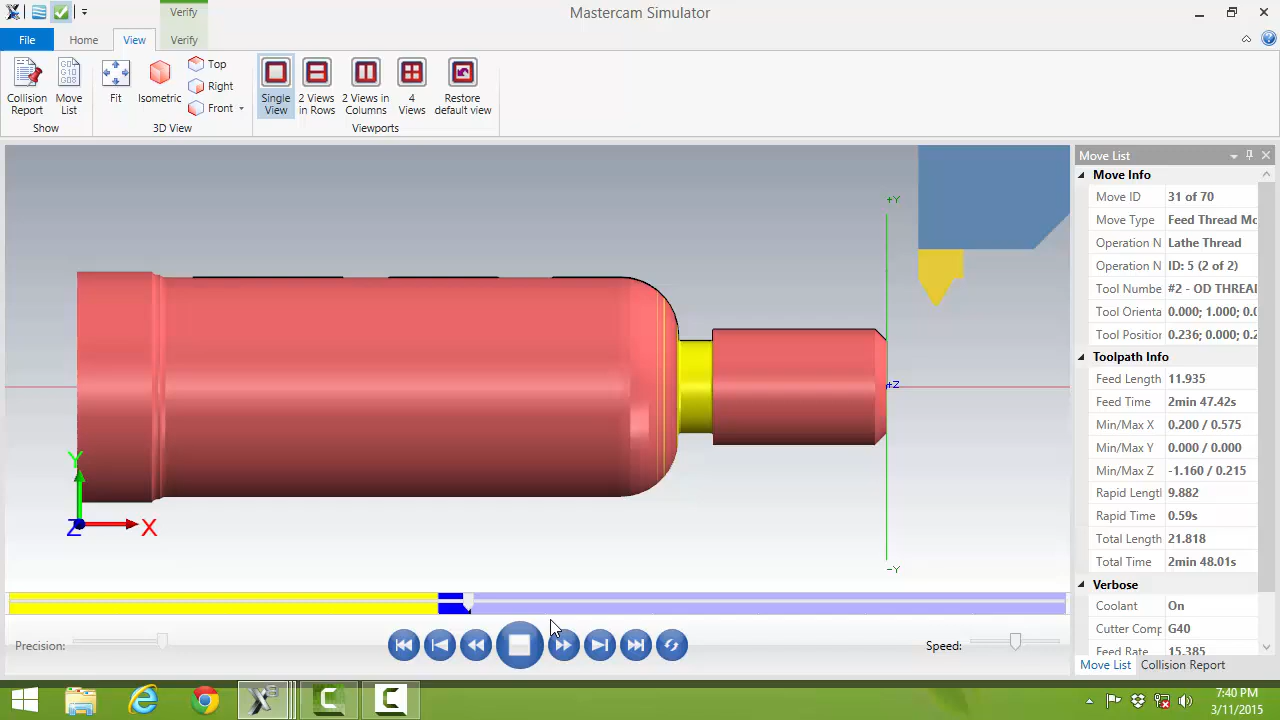 Verify
Mastercam Simulator
File
Home
View
Verify
Collision Report
Move List
Fit
Isometric
Top
Right
Front
Single View
2 Views in Rows
2 Views in Columns
4 Views
Restore default view
Show
3D View
Viewports
G0
G10
G08
Move List
Move Info
Move ID 31 of 70
Move Type Feed Thread Mo
Operation N Lathe Thread
Operation N ID: 5 (2 of 2)
Tool Numbe #2 - OD THREA
Tool Orienta 0.000; 1.000; 0.0
Tool Position 0.236; 0.000; 0.2
Toolpath Info
Feed Length 11.935
Feed Time 2min 47.42s
Min/Max X 0.200 / 0.575
Min/Max Y 0.000 / 0.000
Min/Max Z -1.160 / 0.215
Rapid Length 9.882
Rapid Time 0.59s
Total Length 21.818
Total Time 2min 48.01s
Verbose
Coolant On
Cutter Comp G40
Feed Rate 15.385
Move List
Collision Report
+Y
+Z
-Y
Y
Z
X
Precision:
Speed:
7:40 PM
3/11/2015